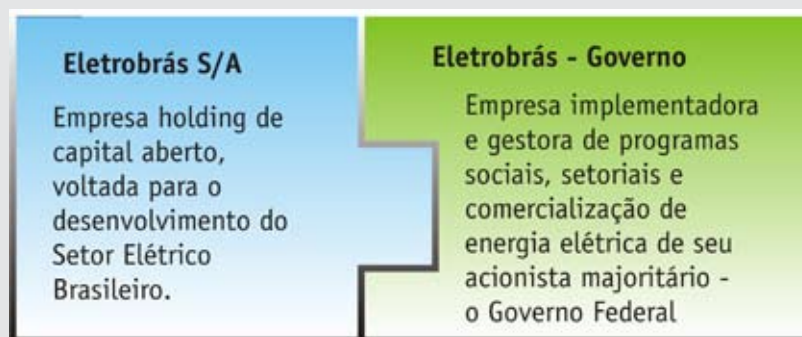 Eletrobrás S/A
Empresa holding de
capital aberto,
voltada para o
desenvolvimento do
Setor Elétrico
Brasileiro.
Eletrobrás - Governo
Empresa implementadora
e gestora de programas
sociais, setoriais e
comercialização de
energia elétrica de seu
acionista majoritário -
o Governo Federal